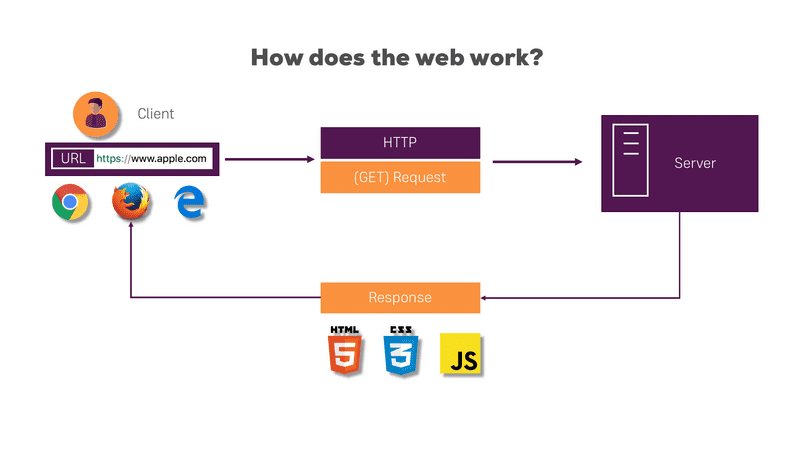 How does the web work?
Client
URL https://www.apple.com
HTTP
(GET) Request
Server
Response
HTML
5
CSS
3
JS